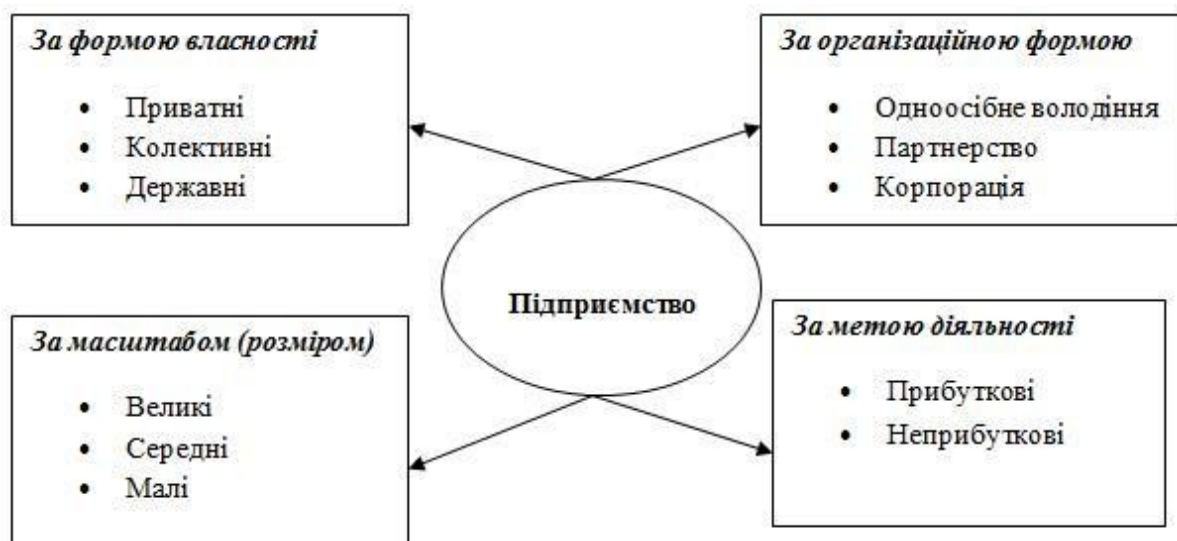 За формою власності
• Приватні
• Колективні
• Державні
За організаційною формою
• Одноосібне володіння
• Партнерство
• Корпорація
Підприємство
За масштабом (розміром)
• Великі
• Середні
• Малі
За метою діяльності
• Прибуткові
• Неприбуткові